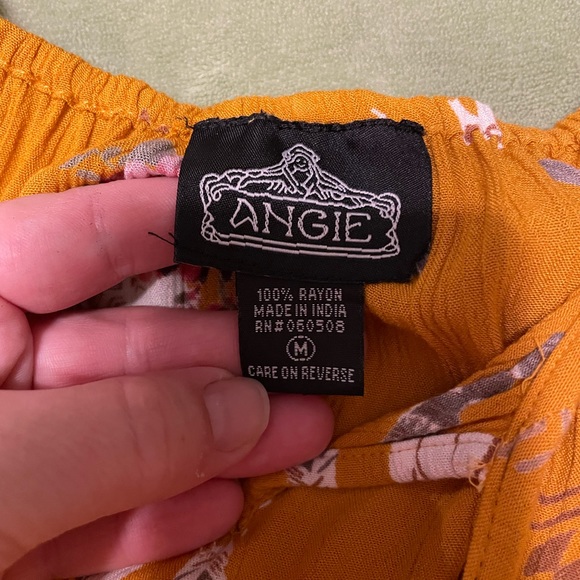 ANGIE
100% RAYON
MADE IN INDIA
RN#060508
M
CARE ON REVERSE